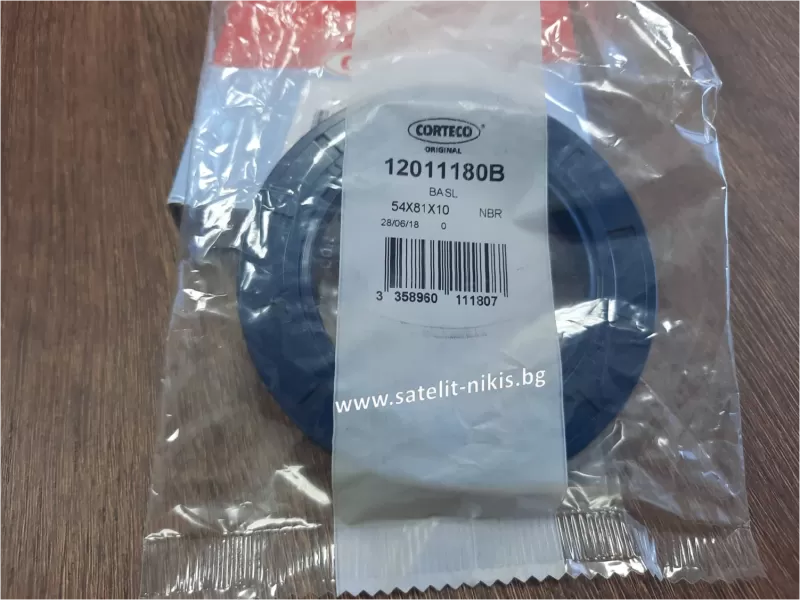 CORTECO®
ORIGINAL
12011180B
BASL
54X81X10 NBR
28/06/18 0
3 358960 111807
www.satelit-nikis.bg